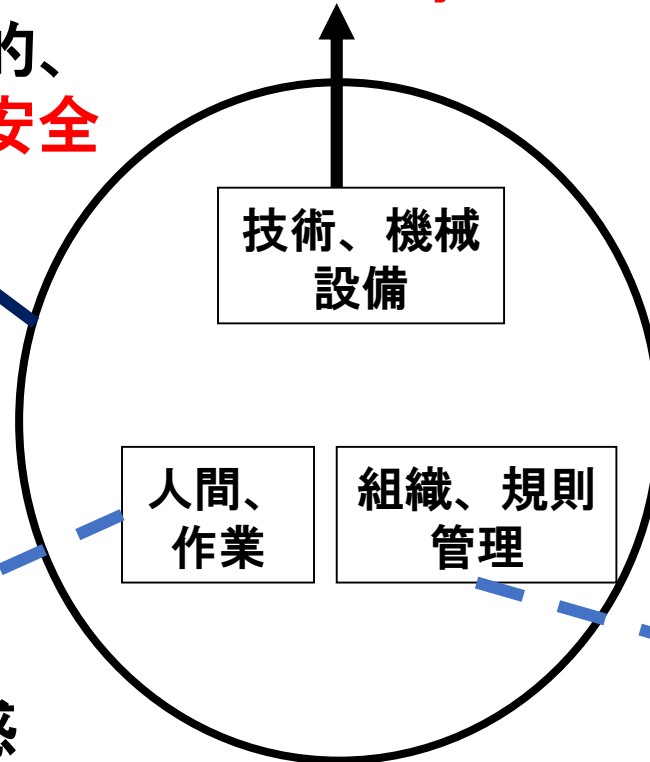 的、
安全
技術、機械
設備
人間、
作業
組織、規則
管理
惑